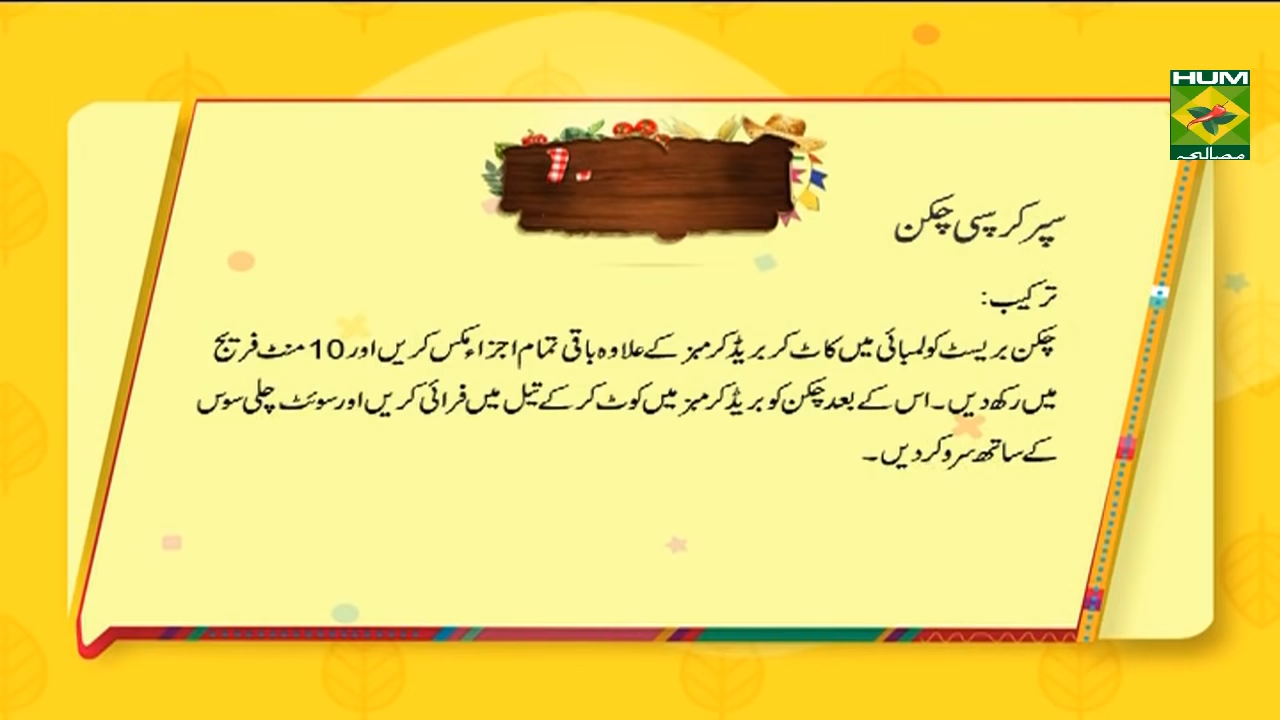 HUM
مصالحہ
سپر کرسپی چکن
ترکیب:
چکن بریسٹ کو لمبائی میں کاٹ کر بریڈ کرمبز کے علاوہ باقی تمام اجزاء مکس کریں اور 10 منٹ فریج
میں رکھ دیں۔ اس کے بعد چکن کو بریڈ کرمبز میں کوٹ کر کے تیل میں فرائی کریں اور سوئٹ چلی سوس
کے ساتھ سرو کر دیں۔